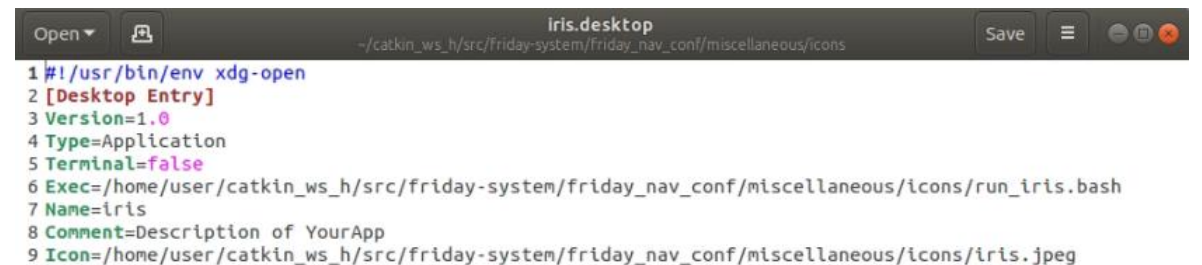 Open
iris.desktop
~/catkin_ws_h/src/friday-system/friday_nav_conf/miscellaneous/icons
Save
1 #!/usr/bin/env xdg-open
2 [Desktop Entry]
3 Version=1.0
4 Type=Application
5 Terminal=false
6 Exec=/home/user/catkin_ws_h/src/friday-system/friday_nav_conf/miscellaneous/icons/run_iris.bash
7 Name=iris
8 Comment=Description of YourApp
9 Icon=/home/user/catkin_ws_h/src/friday-system/friday_nav_conf/miscellaneous/icons/iris.jpeg